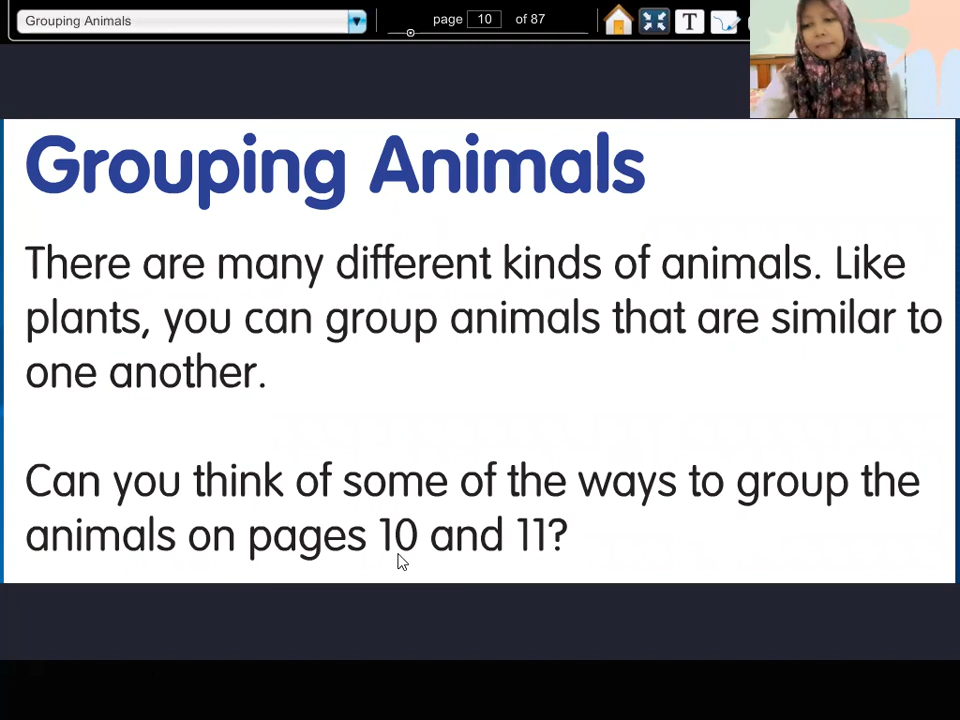 Grouping Animals
page 10 of 87
T
Grouping Animals
There are many different kinds of animals. Like
plants, you can group animals that are similar to
one another.
Can you think of some of the ways to group the
animals on pages 10 and 11?